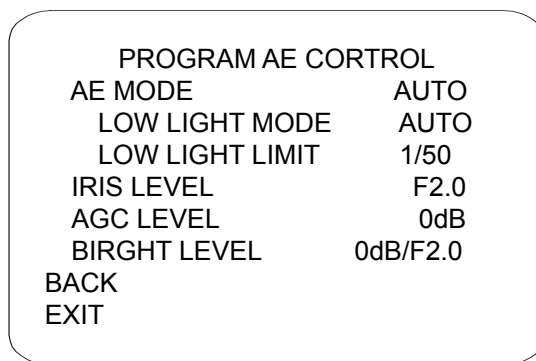 PROGRAM AE CORTROL
AE MODE AUTO
LOW LIGHT MODE AUTO
LOW LIGHT LIMIT 1/50
IRIS LEVEL F2.0
AGC LEVEL 0dB
BIRGHT LEVEL 0dB/F2.0
BACK
EXIT